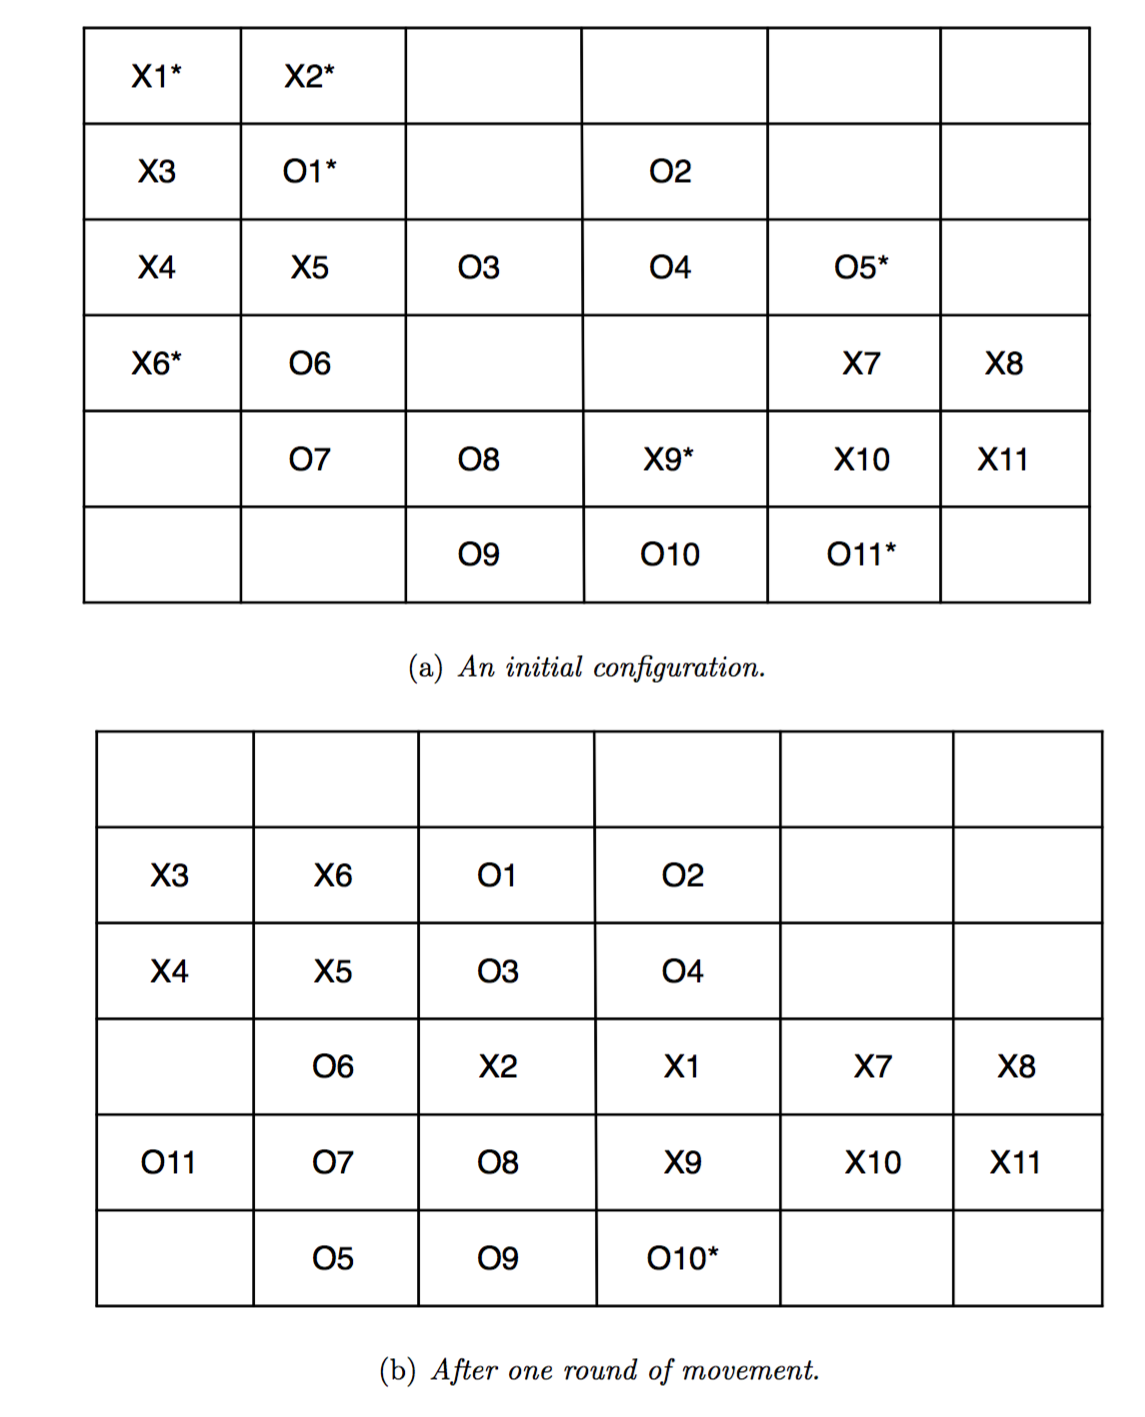 X1* X2*
X3 O1* O2
X4 X5 O3 O4 O5*
X6* O6 X7 X8
O7 O8 X9* X10 X11
O9 O10 O11*
(a) An initial configuration.
X3 X6 O1 O2
X4 X5 O3 O4
O6 X2 X1 X7 X8
O11 O7 O8 X9 X10 X11
O5 O9 O10*
(b) After one round of movement.